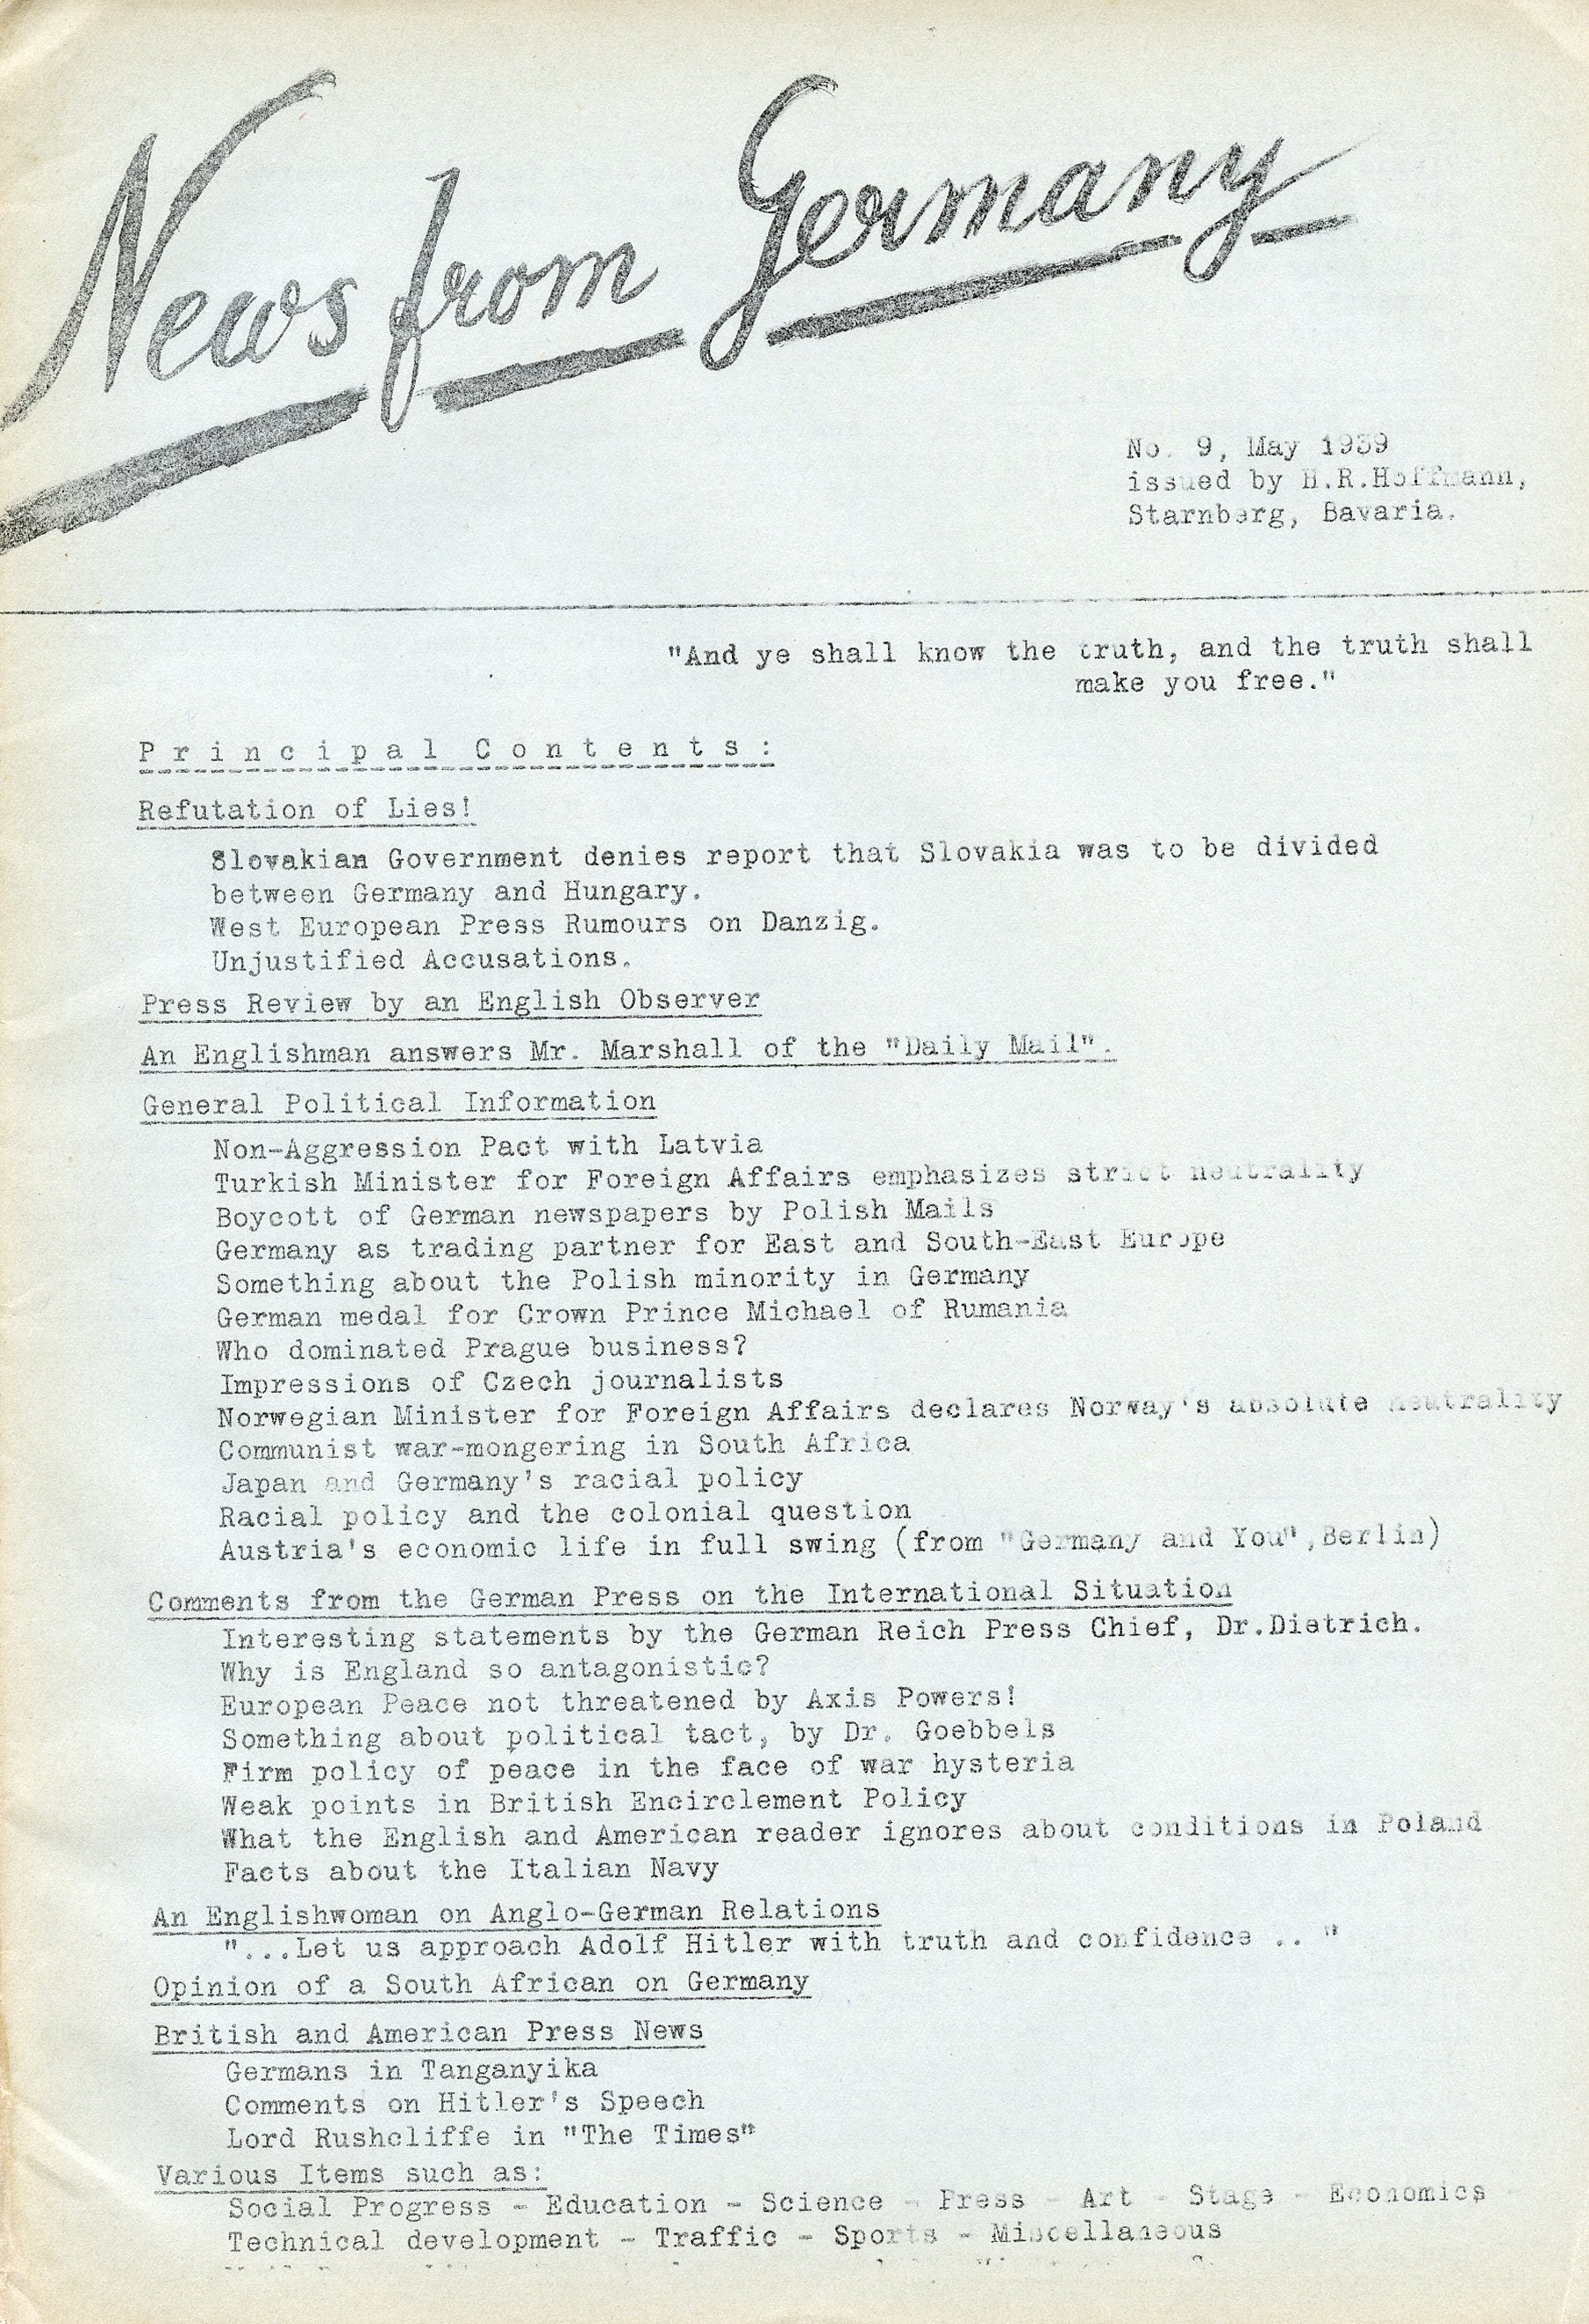 News from Germany
No. 9, May 1939
issued by H.R.Hoffmann,
Starnberg, Bavaria.
"And ye shall know the truth, and the truth shall
make you free."
P r i n c i p a l  C o n t e n t s :
Refutation of Lies!
Slovakian Government denies report that Slovakia was to be divided
between Germany and Hungary.
West European Press Rumours on Danzig.
Unjustified Accusations.
Press Review by an English Observer
An Englishman answers Mr. Marshall of the "Daily Mail".
General Political Information
Non-Aggression Pact with Latvia
Turkish Minister for Foreign Affairs emphasizes strict neutrality
Boycott of German newspapers by Polish Mails
Germany as trading partner for East and South-East Europe
Something about the Polish minority in Germany
German medal for Crown Prince Michael of Rumania
Who dominated Prague business?
Impressions of Czech journalists
Norwegian Minister for Foreign Affairs declares Norway's absolute neutrality
Communist war-mongering in South Africa
Japan and Germany's racial policy
Racial policy and the colonial question
Austria's economic life in full swing (from "Germany and You",Berlin)
Comments from the German Press on the International Situation
Interesting statements by the German Reich Press Chief, Dr.Dietrich.
Why is England so antagonistic?
European Peace not threatened by Axis Powers!
Something about political tact, by Dr. Goebbels
Firm policy of peace in the face of war hysteria
Weak points in British Encirclement Policy
What the English and American reader ignores about conditions in Poland
Facts about the Italian Navy
An Englishwoman on Anglo-German Relations
"...Let us approach Adolf Hitler with truth and confidence .. "
Opinion of a South African on Germany
British and American Press News
Germans in Tanganyika
Comments on Hitler's Speech
Lord Rushcliffe in "The Times"
Various Items such as:
Social Progress - Education - Science - Press - Art - Stage - Economics -
Technical development - Traffic - Sports - Miscellaneous